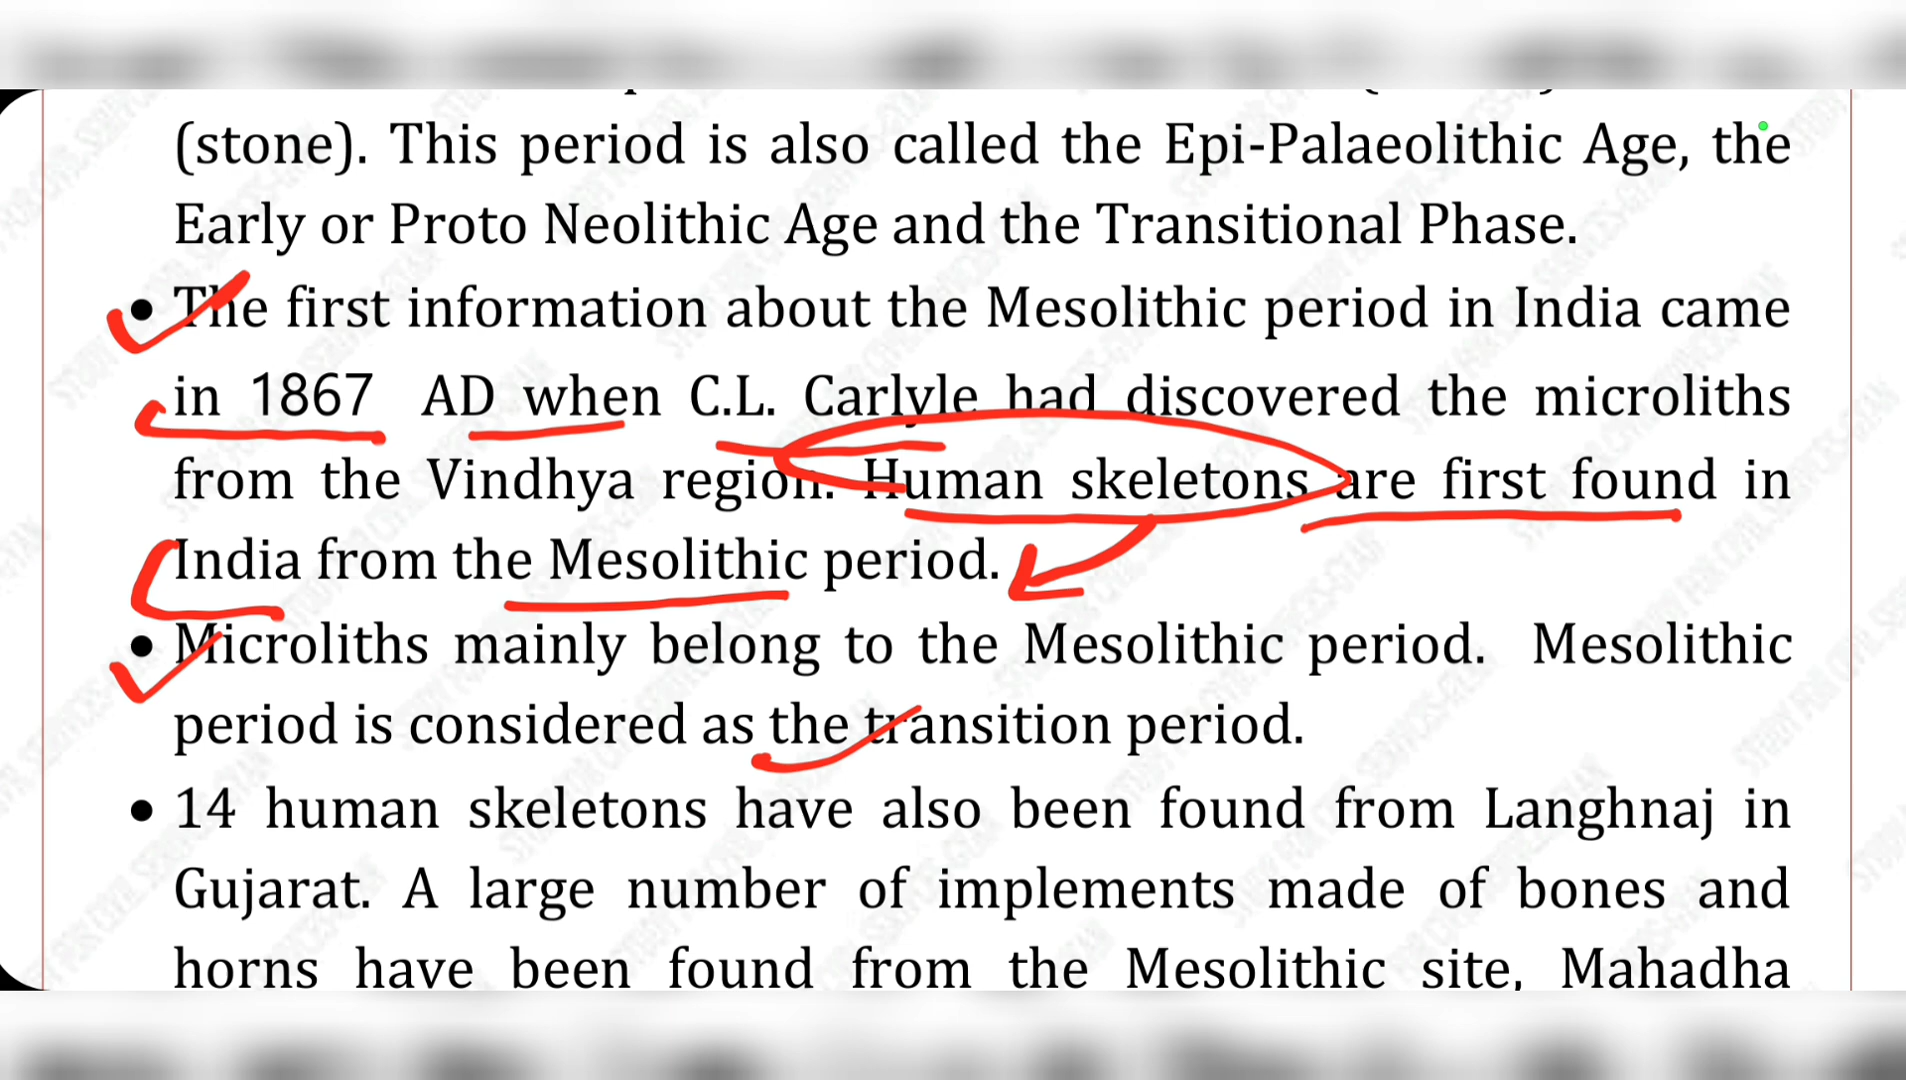 (stone). This period is also called the Epi-Palaeolithic Age, the
Early or Proto Neolithic Age and the Transitional Phase.
• The first information about the Mesolithic period in India came
in 1867 AD when C.L. Carlyle had discovered the microliths
from the Vindhya region. Human skeletons are first found in
India from the Mesolithic period.
• Microliths mainly belong to the Mesolithic period. Mesolithic
period is considered as the transition period.
• 14 human skeletons have also been found from Langhnaj in
Gujarat. A large number of implements made of bones and
horns have been found from the Mesolithic site, Mahadha